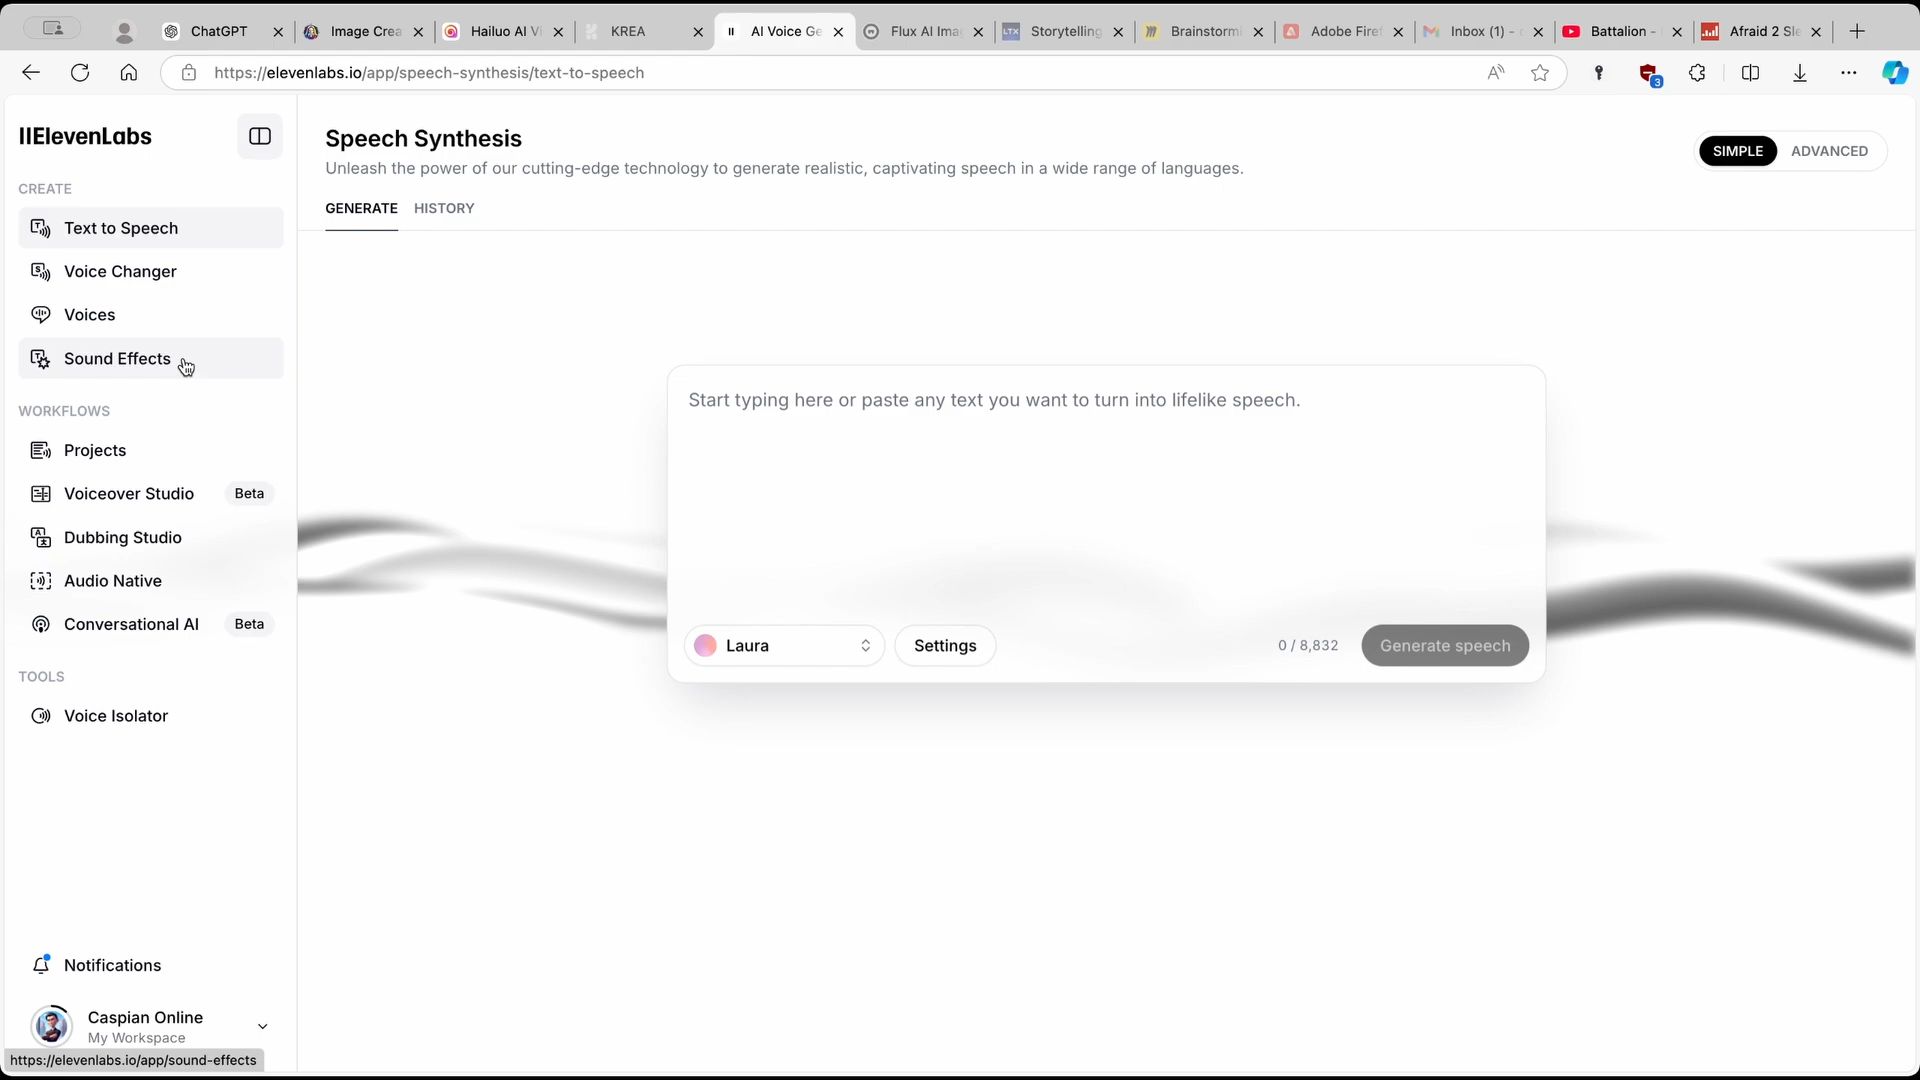 ChatGPT
Image Crea
Hailuo AI Vi
KREA
AI Voice Ge
Flux AI Ima
Storytelling
Brainstormi
Adobe Firef
Inbox (1) -
Battalion -
Afraid 2 Sle
https://elevenlabs.io/app/speech-synthesis/text-to-speech
3
IIElevenLabs
CREATE
Text to Speech
Voice Changer
Voices
Sound Effects
WORKFLOWS
Projects
Voiceover Studio Beta
Dubbing Studio
Audio Native
Conversational AI Beta
TOOLS
Voice Isolator
Notifications
Caspian Online
My Workspace
https://elevenlabs.io/app/sound-effects
Speech Synthesis
Unleash the power of our cutting-edge technology to generate realistic, captivating speech in a wide range of languages.
SIMPLE ADVANCED
GENERATE HISTORY
Start typing here or paste any text you want to turn into lifelike speech.
Laura Settings 0 / 8,832 Generate speech